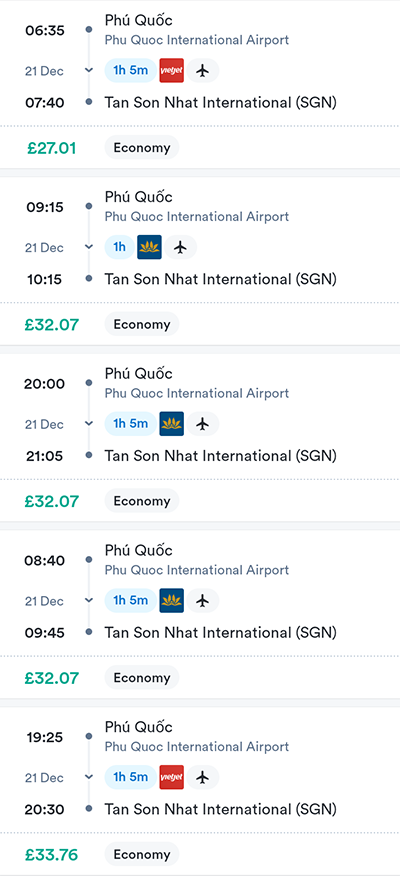 06:35 Phú Quốc
Phu Quoc International Airport
21 Dec 1h 5m vietjet
07:40 Tan Son Nhat International (SGN)
£27.01 Economy
09:15 Phú Quốc
Phu Quoc International Airport
21 Dec 1h
10:15 Tan Son Nhat International (SGN)
£32.07 Economy
20:00 Phú Quốc
Phu Quoc International Airport
21 Dec 1h 5m
21:05 Tan Son Nhat International (SGN)
£32.07 Economy
08:40 Phú Quốc
Phu Quoc International Airport
21 Dec 1h 5m
09:45 Tan Son Nhat International (SGN)
£32.07 Economy
19:25 Phú Quốc
Phu Quoc International Airport
21 Dec 1h 5m vietjet
20:30 Tan Son Nhat International (SGN)
£33.76 Economy